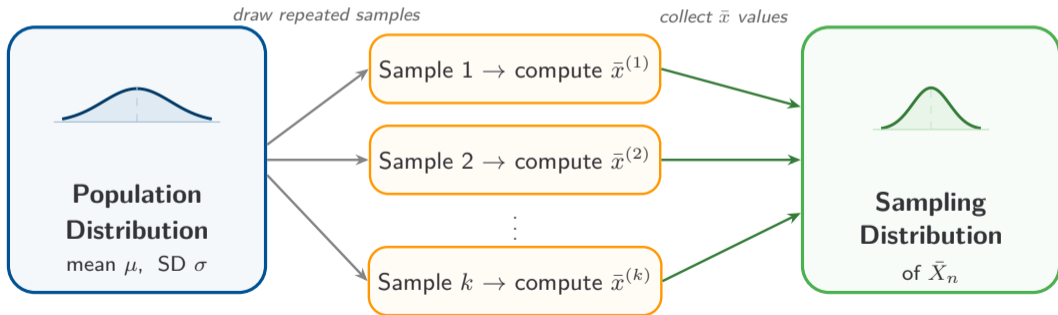 draw repeated samples
collect x̄ values
Population
Distribution
mean μ, SD σ
Sample 1 → compute x̄⁽¹⁾
Sample 2 → compute x̄⁽²⁾
⋮
Sample k → compute x̄⁽ᵏ⁾
Sampling
Distribution
of X̄ₙ